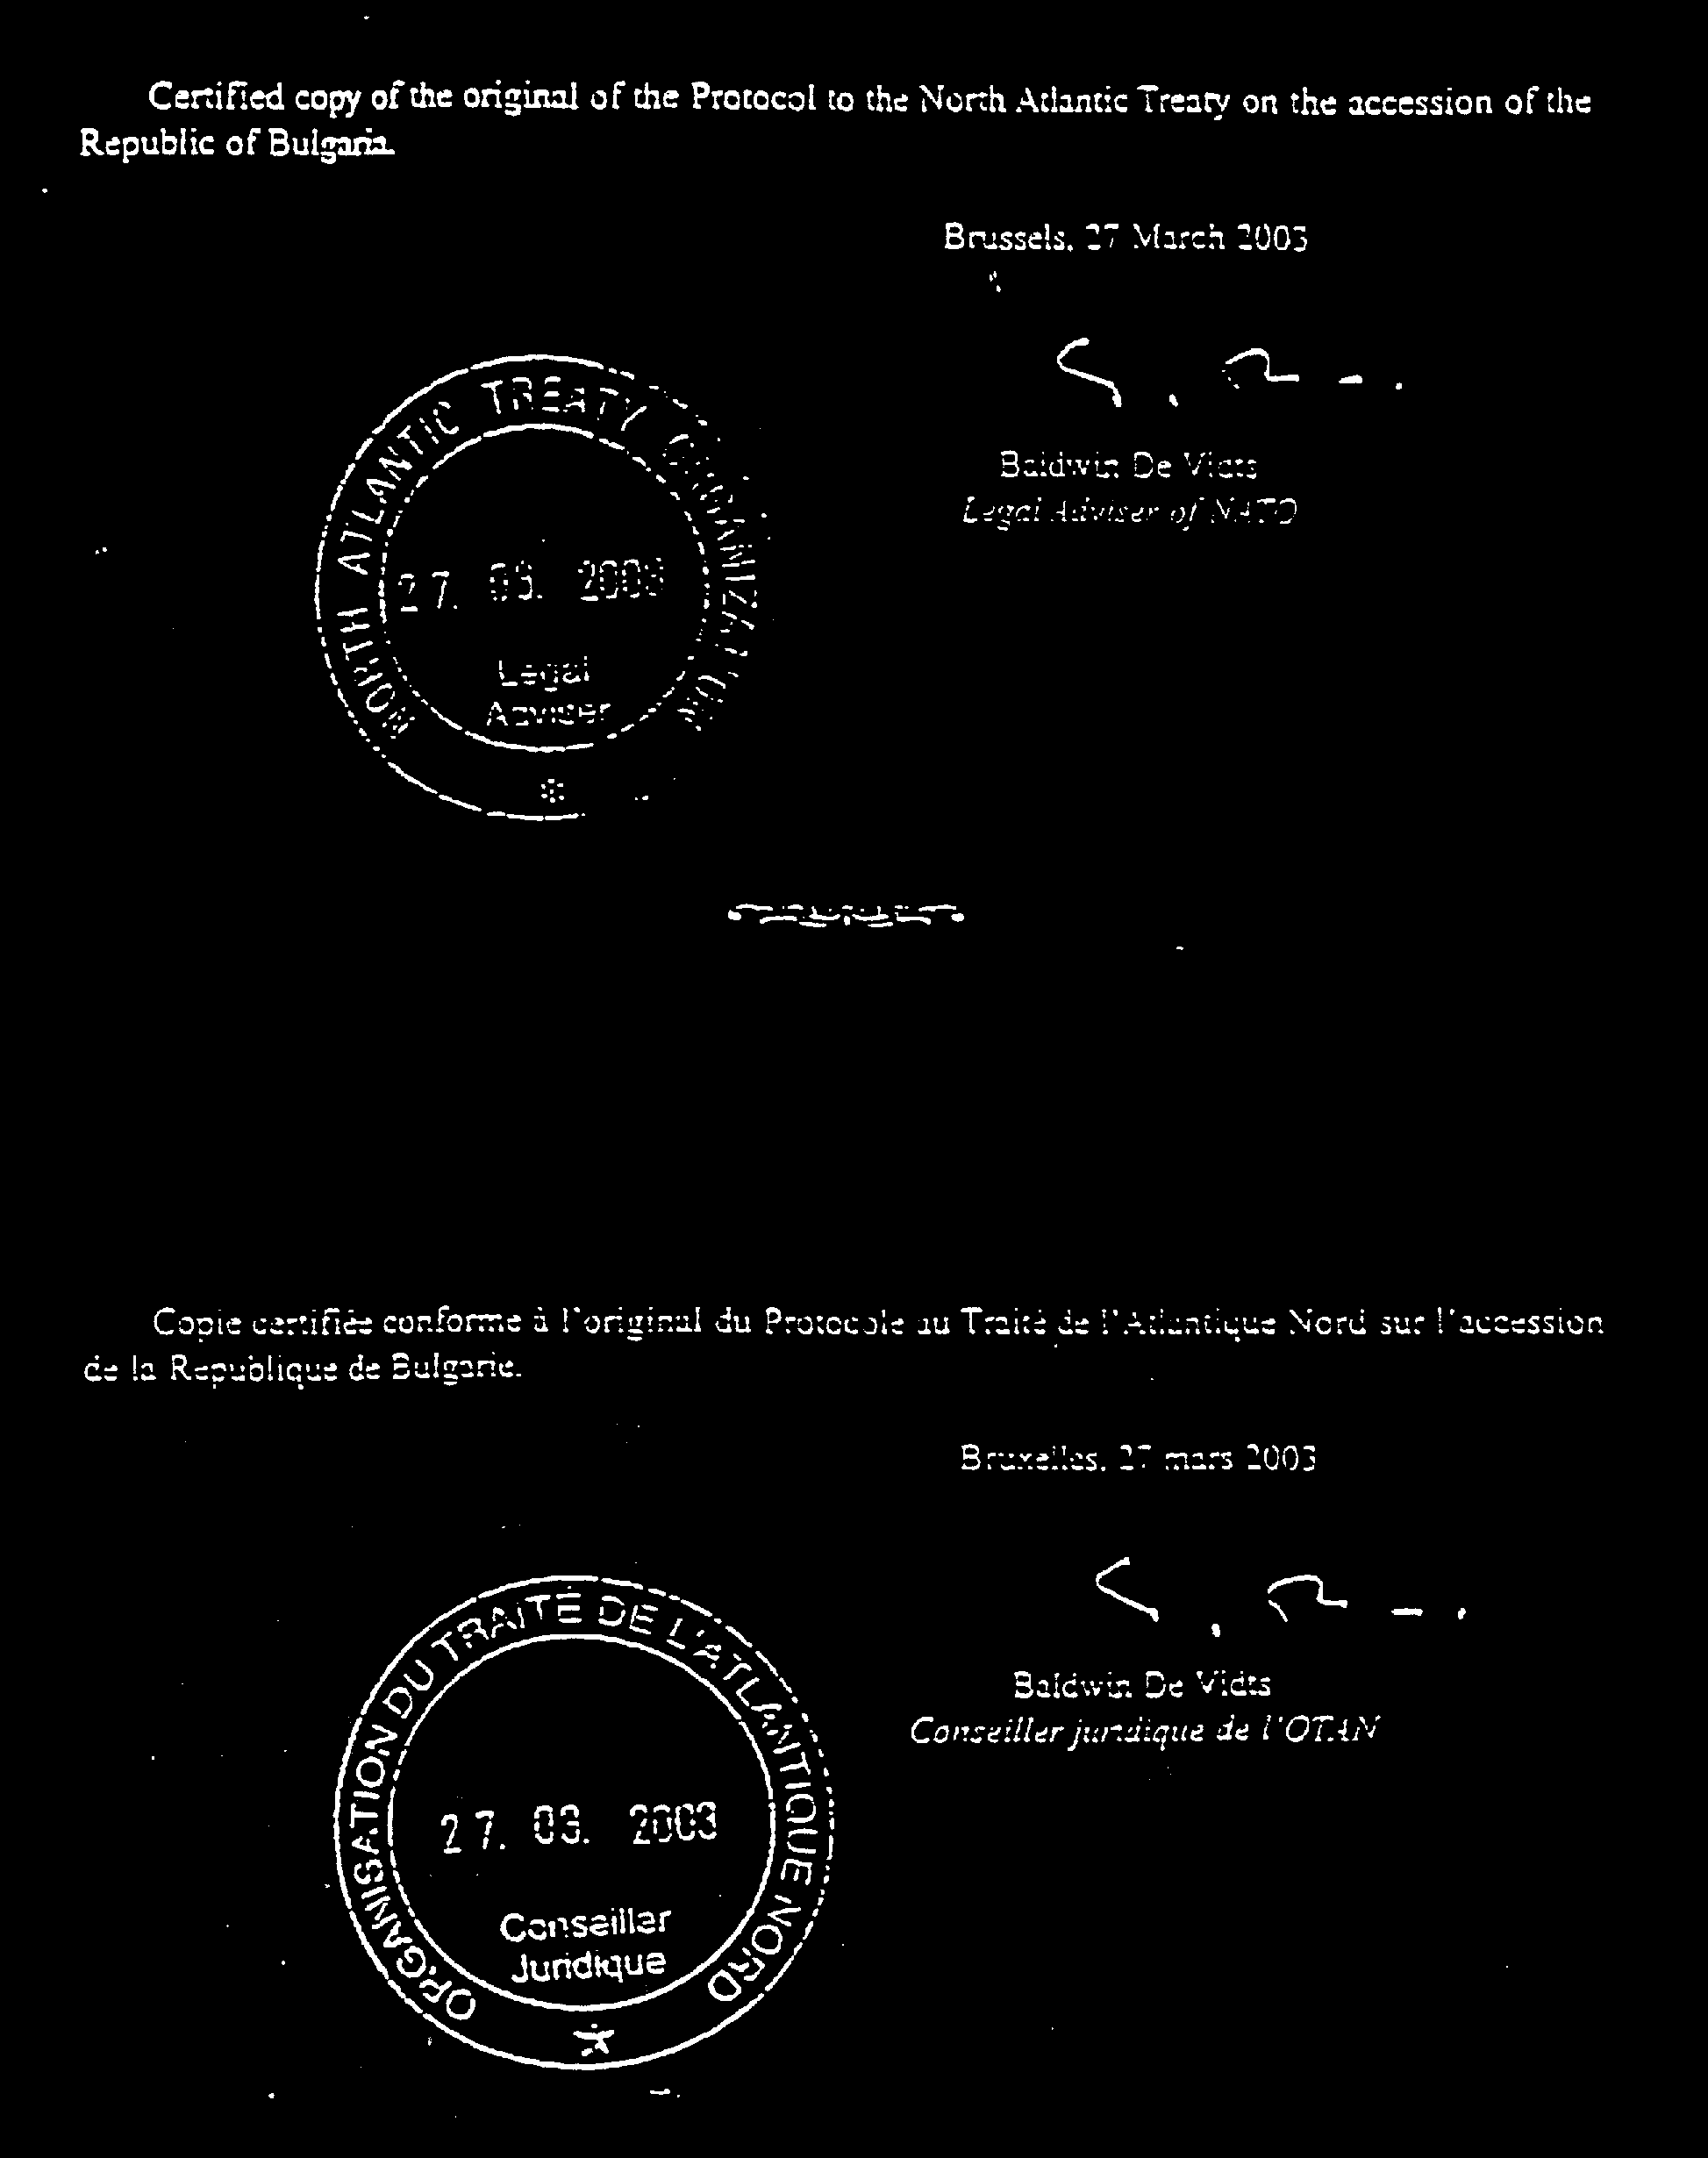 Certified copy of the original of the Protocol to the North Atlantic Treaty on the accession of the
Republic of Bulgaria.
Brussels, 27 March 2003
NORTH ATLANTIC TREATY ORGANIZATION
27. 03. 2003
Legal
Adviser
Baldwin De Vidts
Legal Adviser of NATO
Copie certifiée conforme à l'original du Protocole au Traité de l'Atlantique Nord sur l'accession
de la République de Bulgarie.
Bruxelles, 27 mars 2003
ORGANISATION DU TRAITÉ DE L'ATLANTIQUE NORD
27. 03. 2003
Conseiller
Juridique
Baldwin De Vidts
Conseiller juridique de l'OTAN